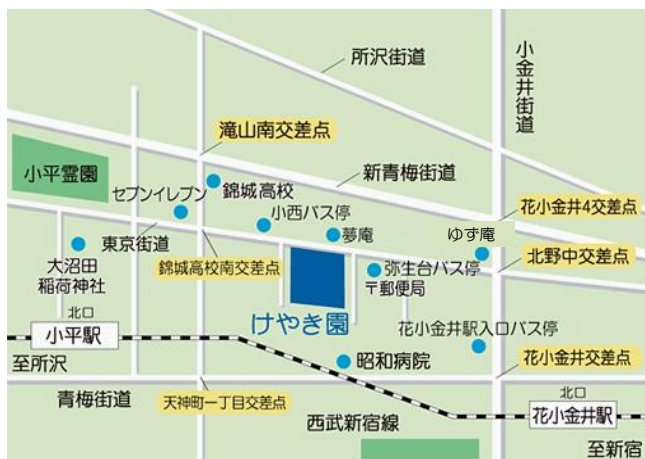 所沢街道
小金井街道
滝山南交差点
新青梅街道
小平霊園
セブンイレブン
錦城高校
小西バス停
夢庵
ゆず庵
花小金井4交差点
東京街道
大沼田
稲荷神社
錦城高校南交差点
弥生台バス停
〒郵便局
北野中交差点
けやき園
北口
小平駅
至所沢
花小金井駅入口バス停
昭和病院
花小金井交差点
青梅街道
天神町一丁目交差点
西武新宿線
北口
花小金井駅
至新宿